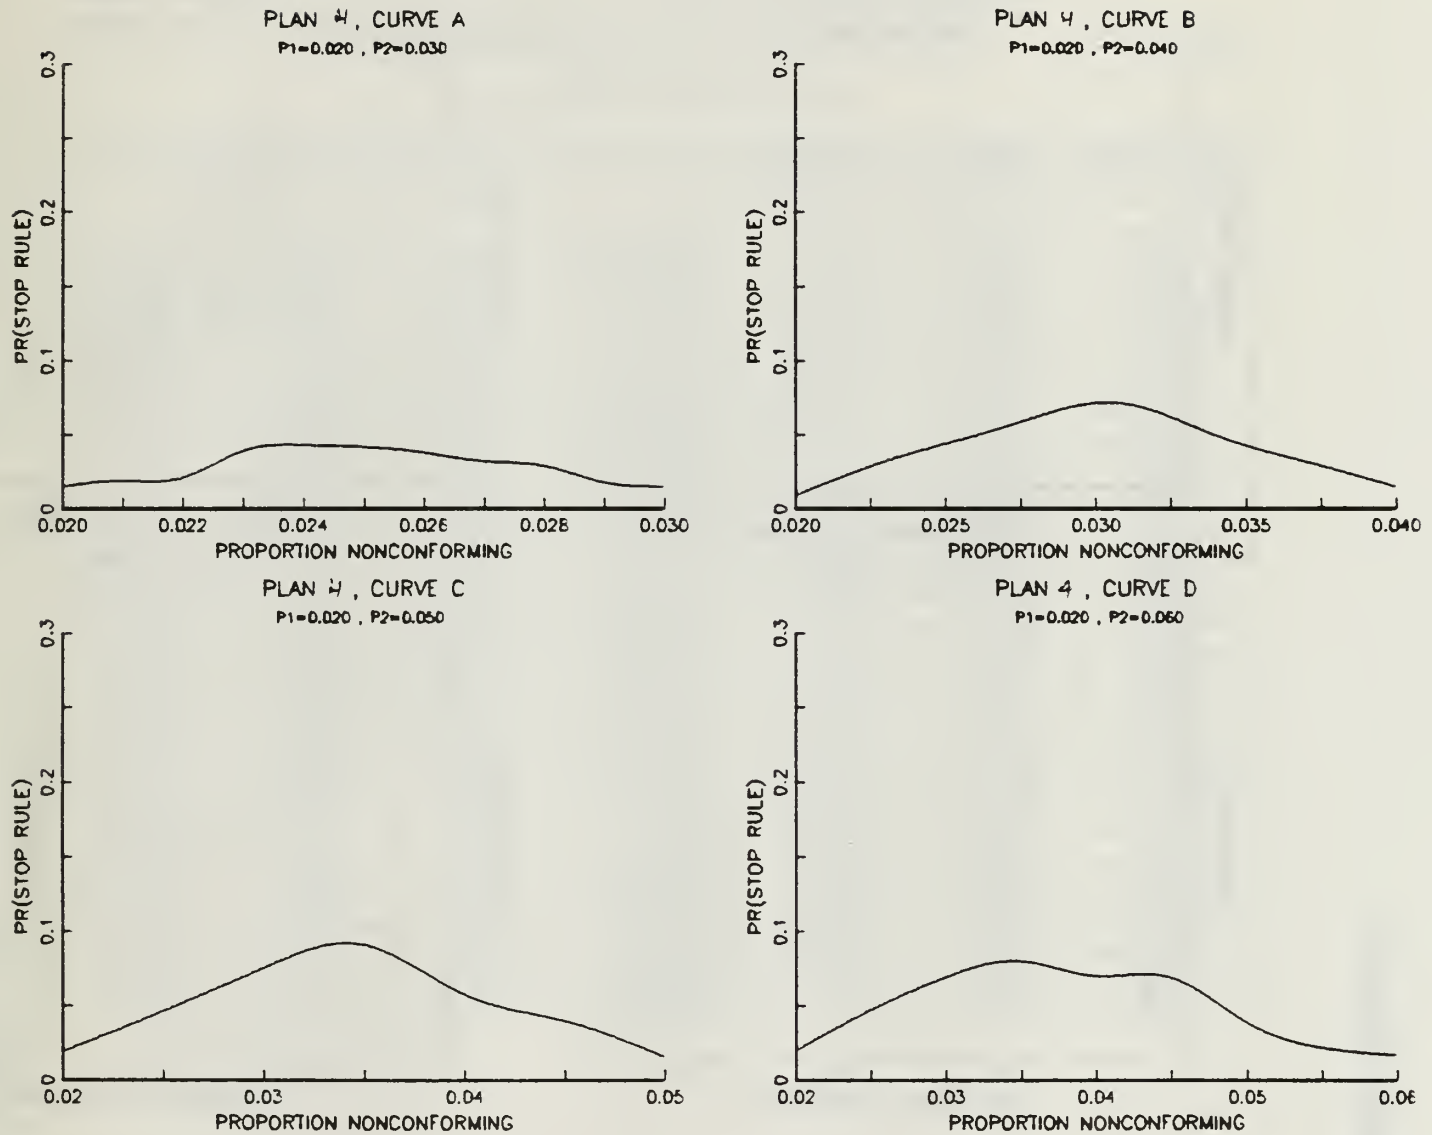 PLAN 4, CURVE A
P1=0.020, P2=0.030
PR(STOP RULE)
0.3
0.2
0.1
0
0.020 0.022 0.024 0.026 0.028 0.030
PROPORTION NONCONFORMING
PLAN 4, CURVE B
P1=0.020, P2=0.040
PR(STOP RULE)
0.3
0.2
0.1
0
0.020 0.025 0.030 0.035 0.040
PROPORTION NONCONFORMING
PLAN 4, CURVE C
P1=0.020, P2=0.050
PR(STOP RULE)
0.3
0.2
0.1
0
0.02 0.03 0.04 0.05
PROPORTION NONCONFORMING
PLAN 4, CURVE D
P1=0.020, P2=0.060
PR(STOP RULE)
0.3
0.2
0.1
0
0.02 0.03 0.04 0.05 0.06
PROPORTION NONCONFORMING